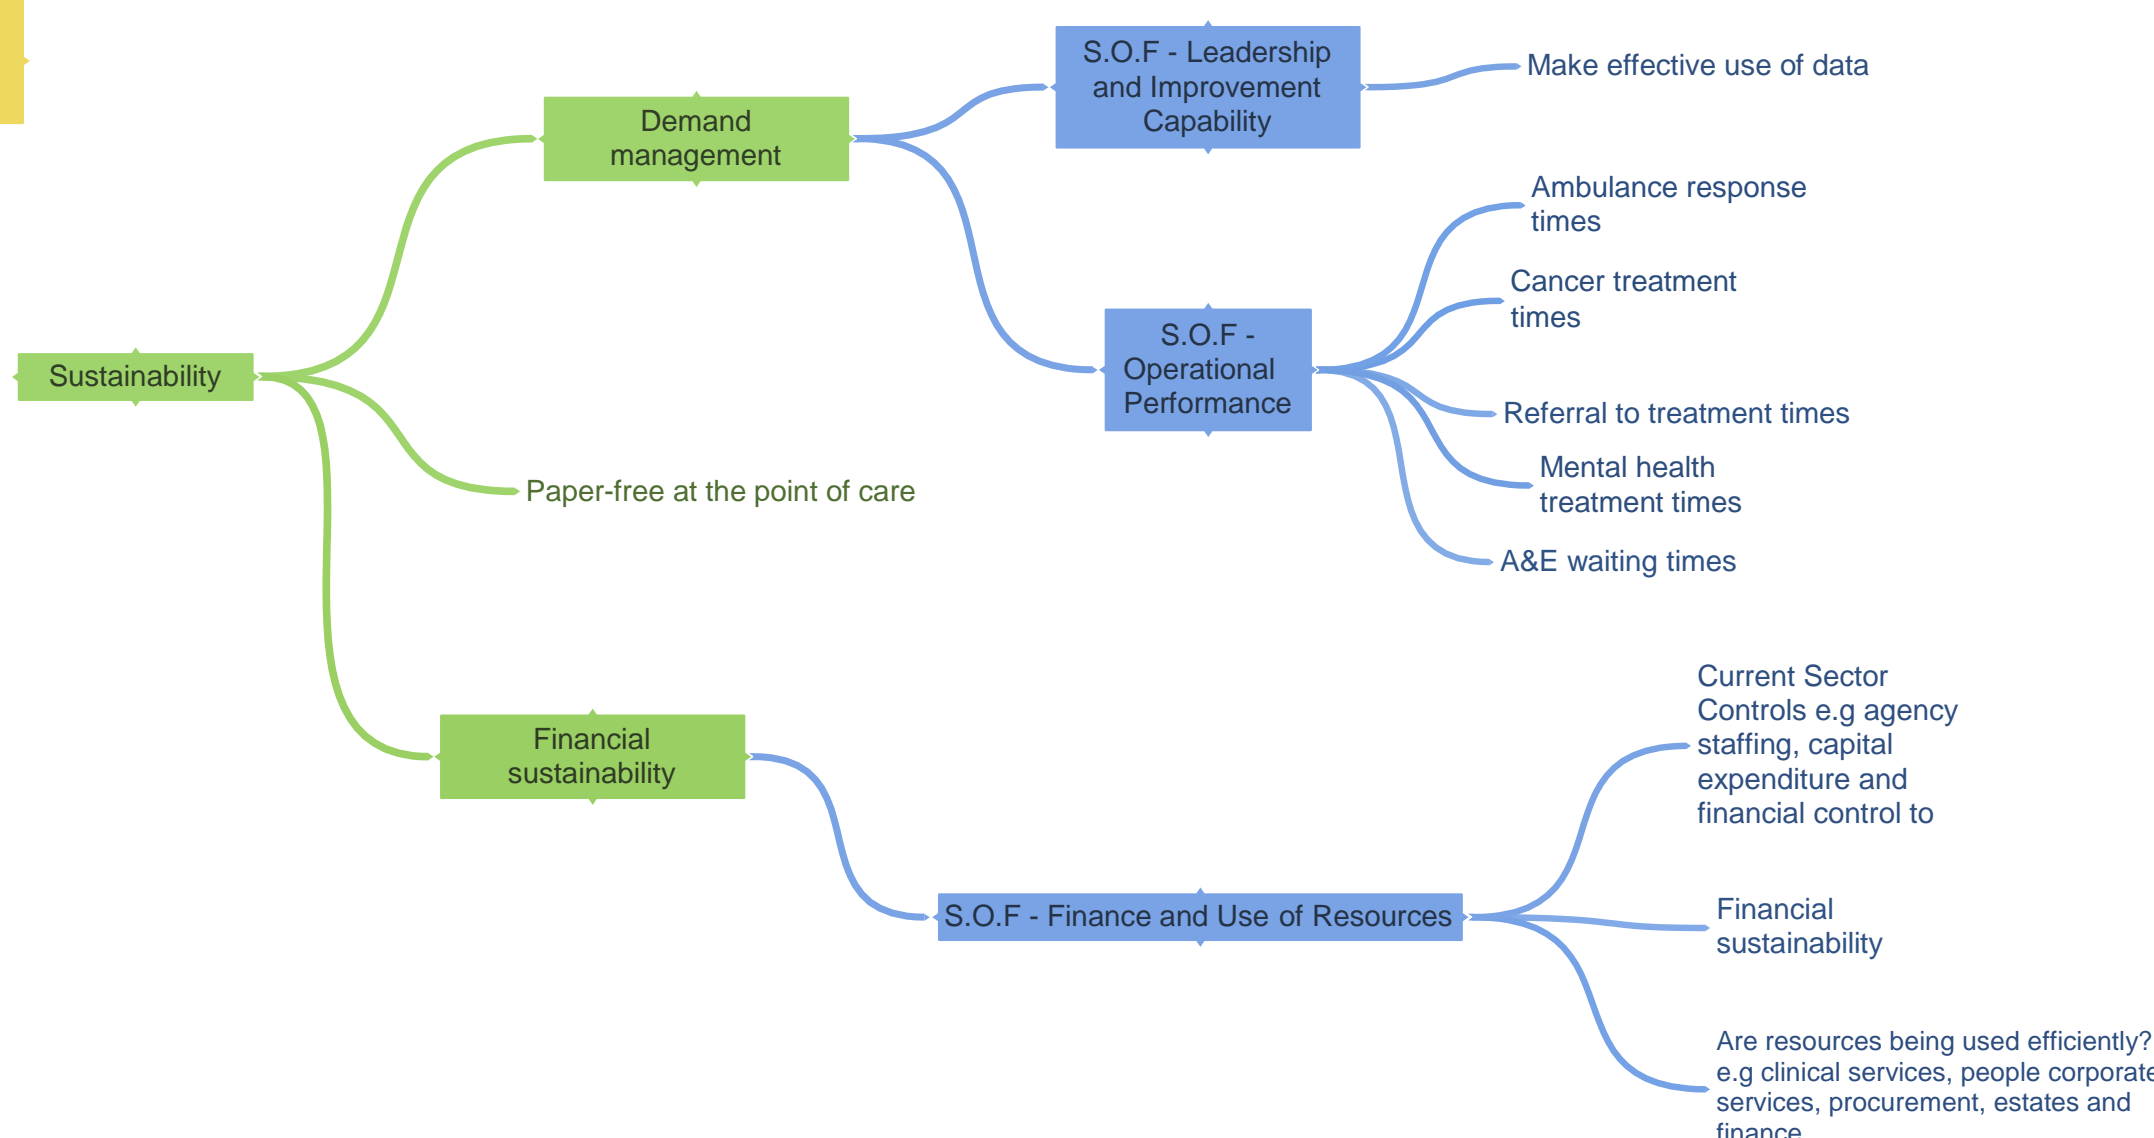 S.O.F - Leadership
and Improvement
Capability
Make effective use of data
Demand
management
Ambulance response
times
Cancer treatment
times
S.O.F -
Operational
Performance
Sustainability
Referral to treatment times
Mental health
treatment times
Paper-free at the point of care
A&E waiting times
Current Sector
Controls e.g agency
staffing, capital
expenditure and
financial control to
Financial
sustainability
S.O.F - Finance and Use of Resources
Financial
sustainability
Are resources being used efficiently?
e.g clinical services, people corporate
services, procurement, estates and
finance